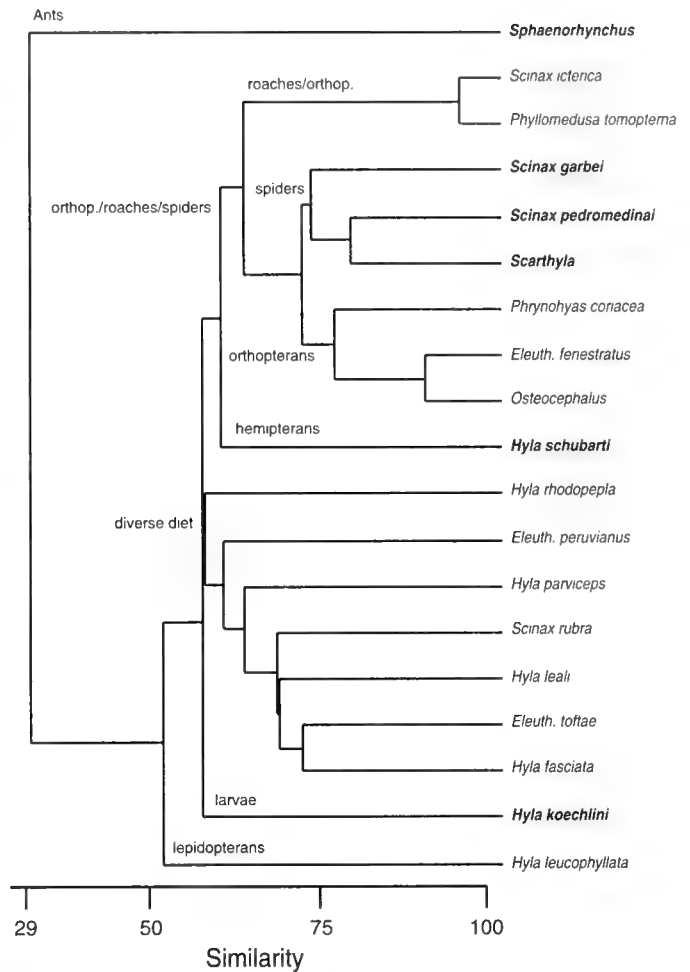 Ants
Sphaenorhynchus
Scinax icterica
roaches/orthop.
Phyllomedusa tomopterna
Scinax garbei
spiders
orthop./roaches/spiders
Scinax pedromedinai
Scarthyla
Phrynohyas coriacea
orthopterans
Eleuth. fenestratus
Osteocephalus
hemipterans
Hyla schubarti
Hyla rhodopepla
diverse diet
Eleuth. peruvianus
Hyla parviceps
Scinax rubra
Hyla leali
Eleuth. toftae
Hyla fasciata
larvae
Hyla koechlini
lepidopterans
Hyla leucophyllata
29 50 75 100
Similarity